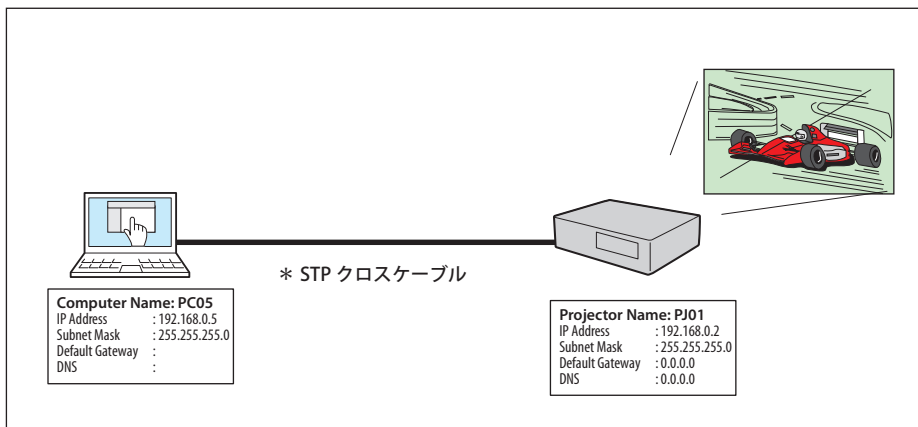 ＊ STP クロスケーブル
Computer Name: PC05
IP Address : 192.168.0.5
Subnet Mask : 255.255.255.0
Default Gateway :
DNS :
Projector Name: PJ01
IP Address : 192.168.0.2
Subnet Mask : 255.255.255.0
Default Gateway : 0.0.0.0
DNS : 0.0.0.0